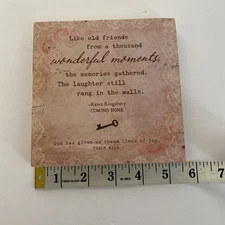 Like old friends
from a thousand
wonderful moments,
the memories gathered.
The laughter still
rang in the walls.
-Karen Kingsbury
COMING HOME
God has given us these times of joy.
PSALM
1 2 3 4 5 6 7